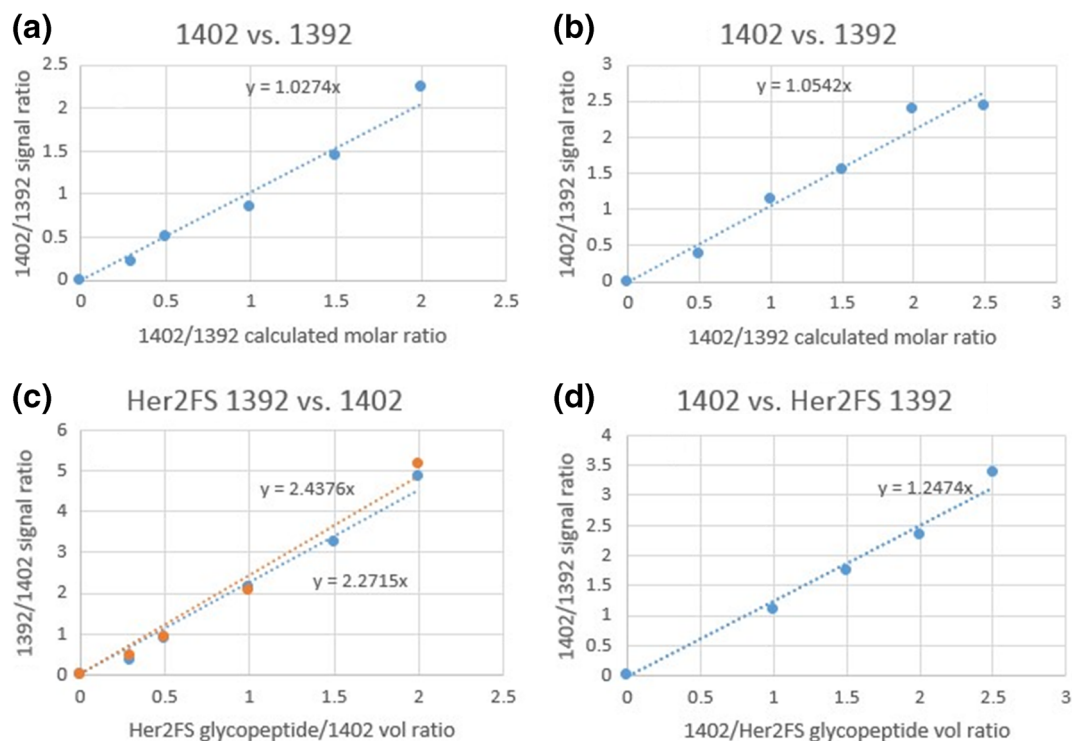 (a)
1402 vs. 1392
y = 1.0274x
1402/1392 signal ratio
2.5
2
1.5
1
0.5
0
0 0.5 1 1.5 2 2.5
1402/1392 calculated molar ratio
(b)
1402 vs. 1392
y = 1.0542x
1402/1392 signal ratio
3
2.5
2
1.5
1
0.5
0
0 0.5 1 1.5 2 2.5 3
1402/1392 calculated molar ratio
(c)
Her2FS 1392 vs. 1402
y = 2.4376x
y = 2.2715x
1392/1402 signal ratio
6
5
4
3
2
1
0
0 0.5 1 1.5 2 2.5
Her2FS glycopeptide/1402 vol ratio
(d)
1402 vs. Her2FS 1392
y = 1.2474x
1402/1392 signal ratio
4
3.5
3
2.5
2
1.5
1
0.5
0
0 0.5 1 1.5 2 2.5 3
1402/Her2FS glycopeptide vol ratio